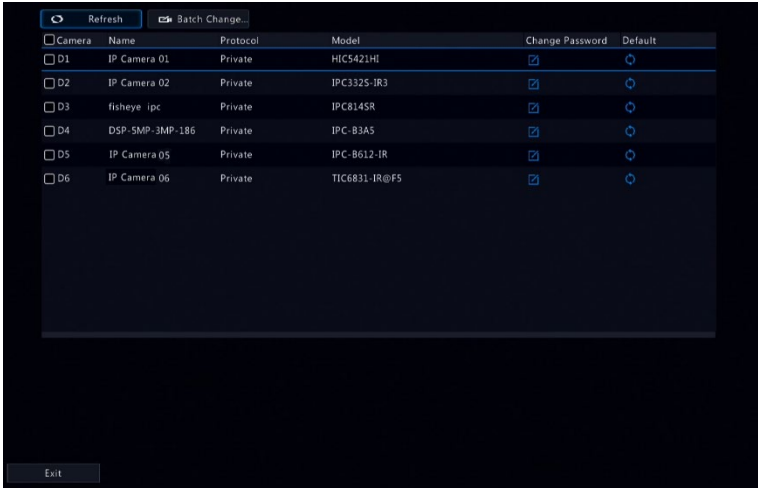 Refresh Batch Change...
Camera Name Protocol Model Change Password Default
D1 IP Camera 01 Private HIC5421HI
D2 IP Camera 02 Private IPC332S-IR3
D3 fisheye ipc Private IPC814SR
D4 DSP-5MP-3MP-186 Private IPC-B3A5
D5 IP Camera 05 Private IPC-B612-IR
D6 IP Camera 06 Private TIC6831-IR@F5
Exit